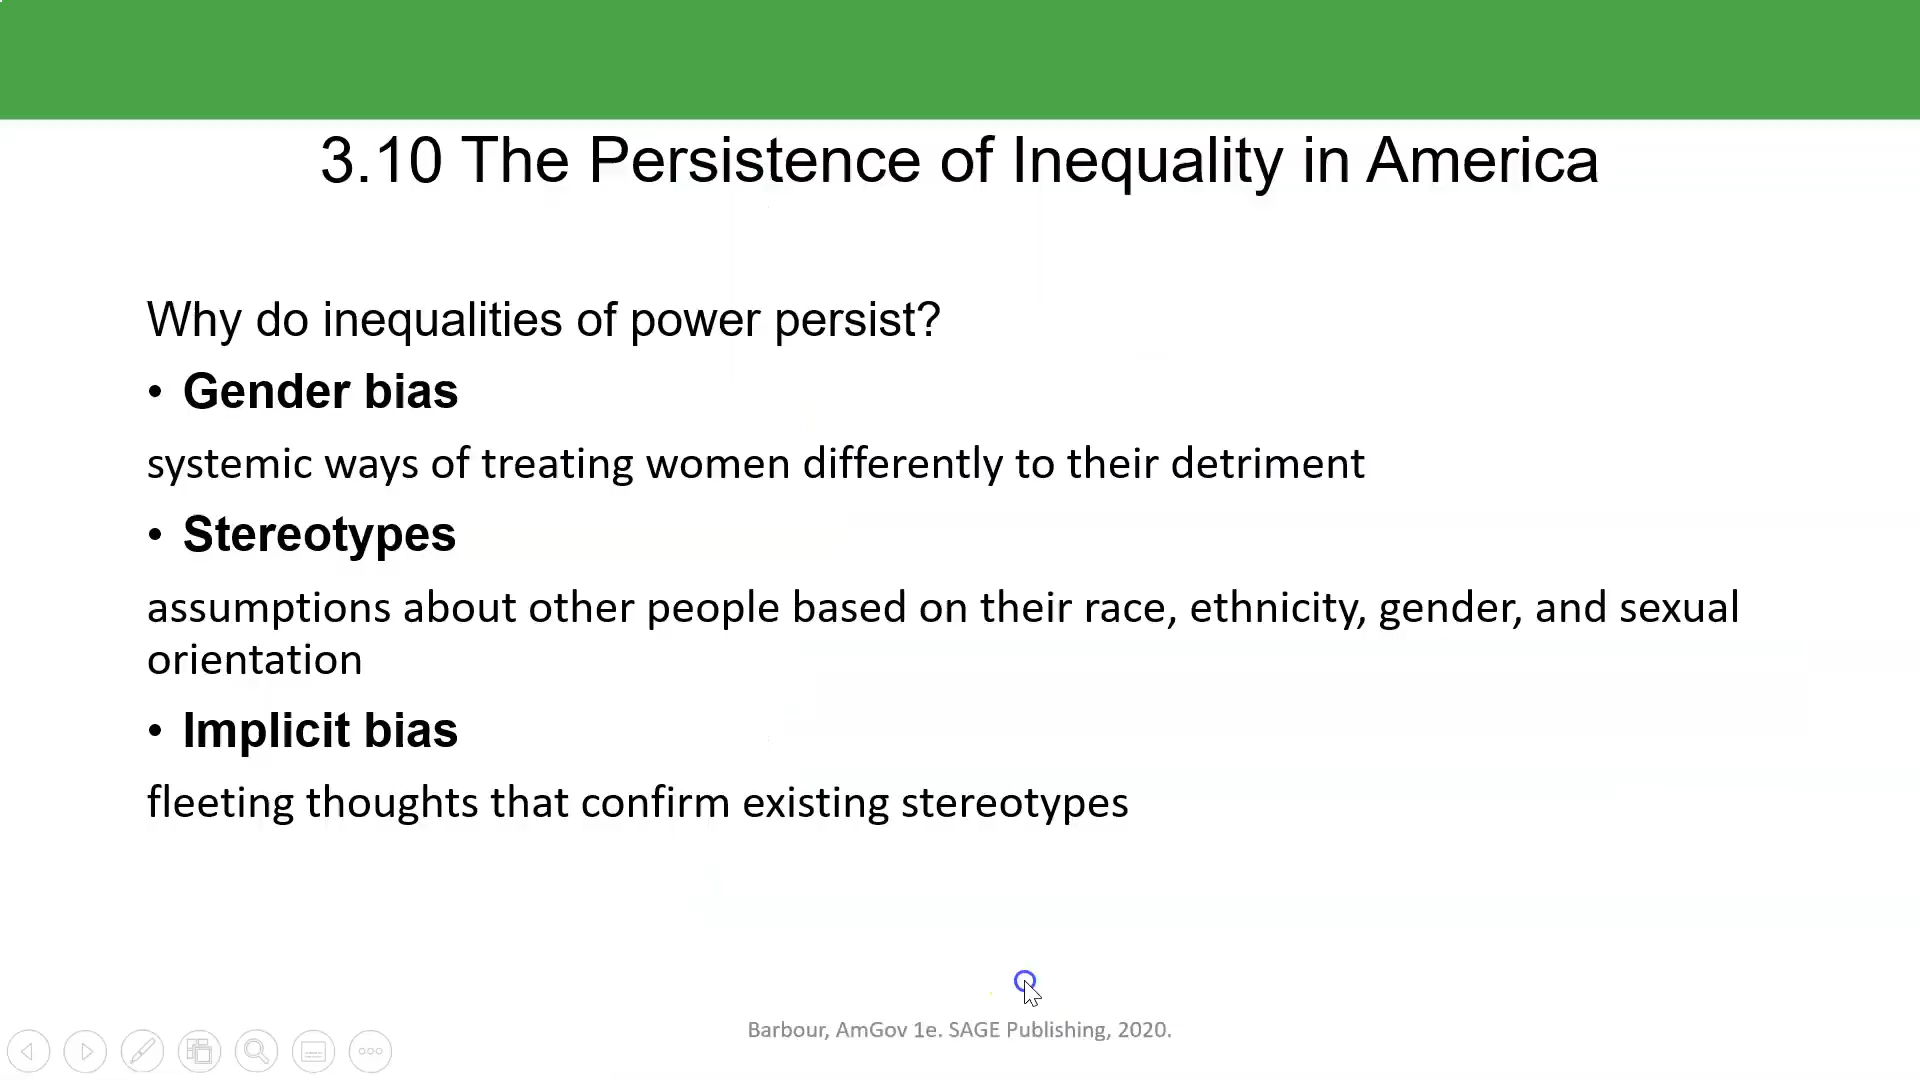 3.10 The Persistence of Inequality in America
Why do inequalities of power persist?
• Gender bias
systemic ways of treating women differently to their detriment
• Stereotypes
assumptions about other people based on their race, ethnicity, gender, and sexual
orientation
• Implicit bias
fleeting thoughts that confirm existing stereotypes
Barbour, AmGov 1e. SAGE Publishing, 2020.